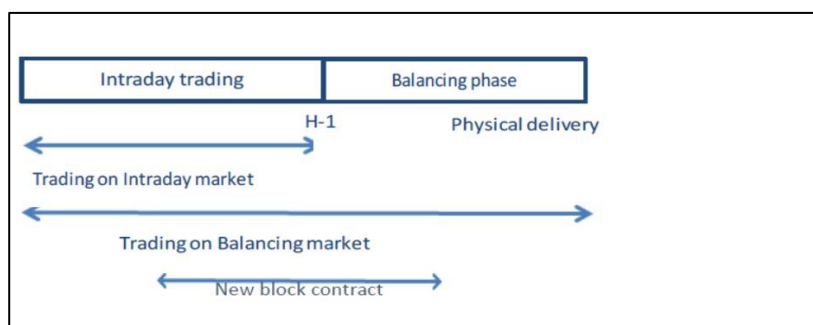 Intraday trading
Balancing phase
H-1
Physical delivery
Trading on Intraday market
Trading on Balancing market
New block contract